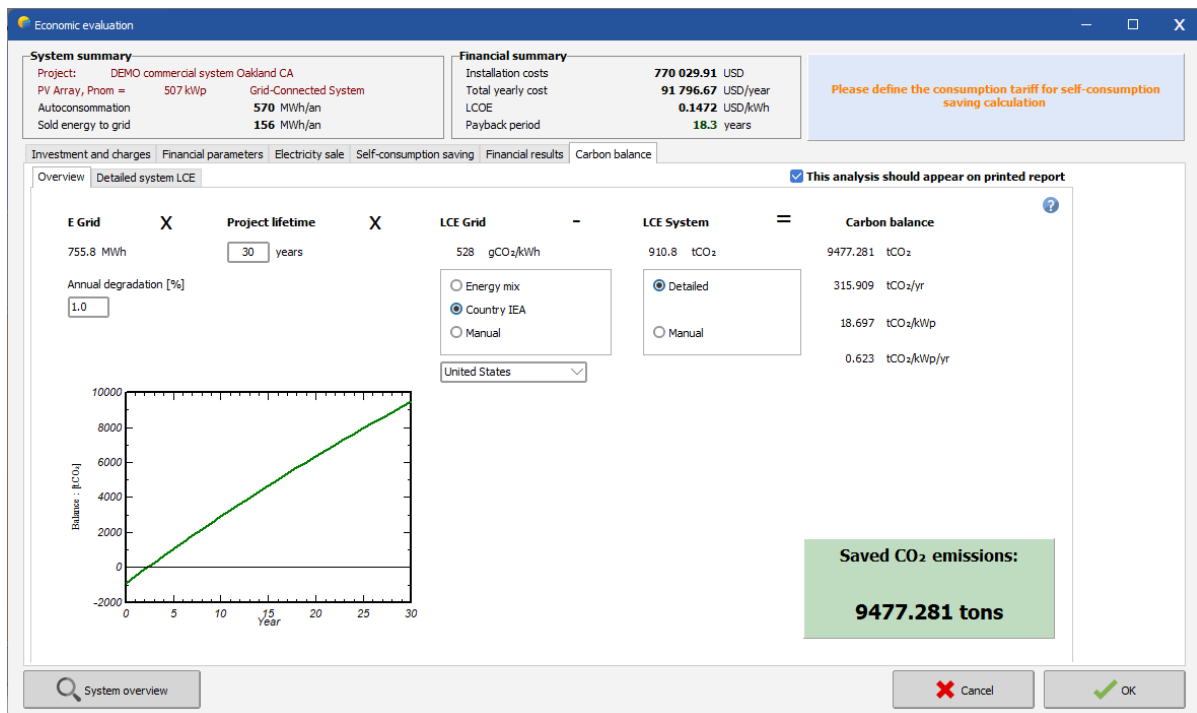 Economic evaluation
System summary
Project: DEMO commercial system Oakland CA
PV Array, Pnom = 507 kWp Grid-Connected System
Autoconsommation 570 MWh/an
Sold energy to grid 156 MWh/an
Financial summary
Installation costs 770 029.91 USD
Total yearly cost 91 796.67 USD/year
LCOE 0.1472 USD/kWh
Payback period 18.3 years
Please define the consumption tariff for self-consumption
saving calculation
Investment and charges Financial parameters Electricity sale Self-consumption saving Financial results Carbon balance
Overview Detailed system LCE
This analysis should appear on printed report
E Grid X Project lifetime X LCE Grid - LCE System = Carbon balance
755.8 MWh 30 years 528 gCO₂/kWh 910.8 tCO₂ 9477.281 tCO₂
Annual degradation [%]
1.0
Energy mix
Country IEA
Manual
United States
Detailed
Manual
315.909 tCO₂/yr
18.697 tCO₂/kWp
0.623 tCO₂/kWp/yr
10000
8000
6000
4000
2000
0
-2000
Balance : [tCO₂]
0 5 10 15 20 25 30
Year
Saved CO₂ emissions:
9477.281 tons
System overview
Cancel
OK